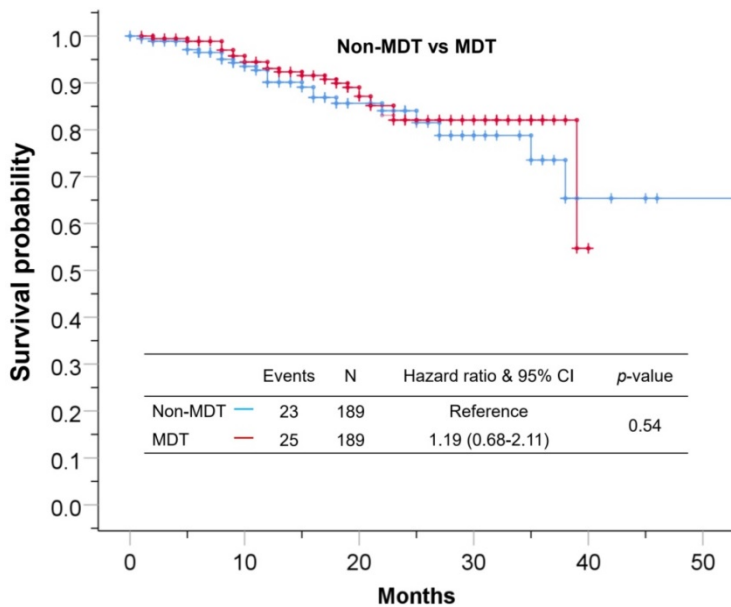 Non-MDT vs MDT
Survival probability
1.0
0.9
0.8
0.7
0.6
0.5
0.4
0.3
0.2
0.1
0.0
Events N Hazard ratio & 95% CI p-value
Non-MDT 23 189 Reference
0.54
MDT 25 189 1.19 (0.68-2.11)
0 10 20 30 40 50
Months